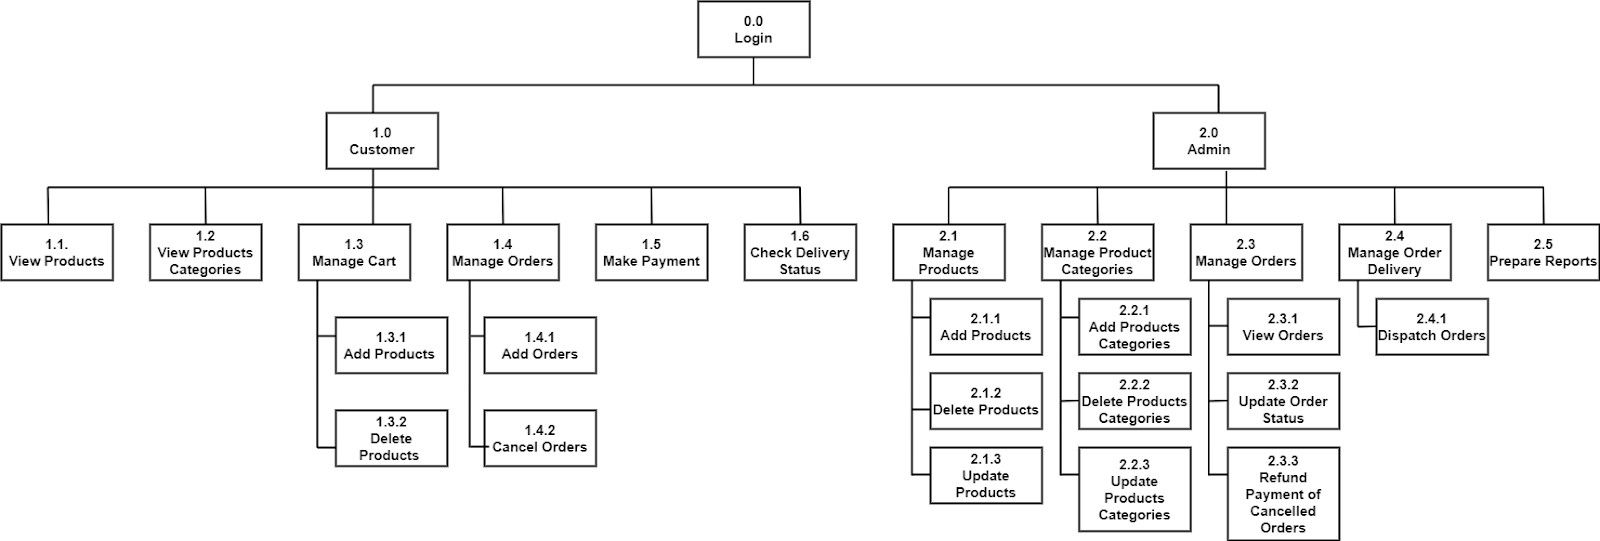 0.0
Login
1.0
Customer
2.0
Admin
1.1.
View Products
1.2
View Products
Categories
1.3
Manage Cart
1.4
Manage Orders
1.5
Make Payment
1.6
Check Delivery
Status
2.1
Manage
Products
2.2
Manage Product
Categories
2.3
Manage Orders
2.4
Manage Order
Delivery
2.5
Prepare Reports
1.3.1
Add Products
1.3.2
Delete
Products
1.4.1
Add Orders
1.4.2
Cancel Orders
2.1.1
Add Products
2.1.2
Delete Products
2.1.3
Update
Products
2.2.1
Add Products
Categories
2.2.2
Delete Products
Categories
2.2.3
Update
Products
Categories
2.3.1
View Orders
2.3.2
Update Order
Status
2.3.3
Refund
Payment of
Cancelled
Orders
2.4.1
Dispatch Orders